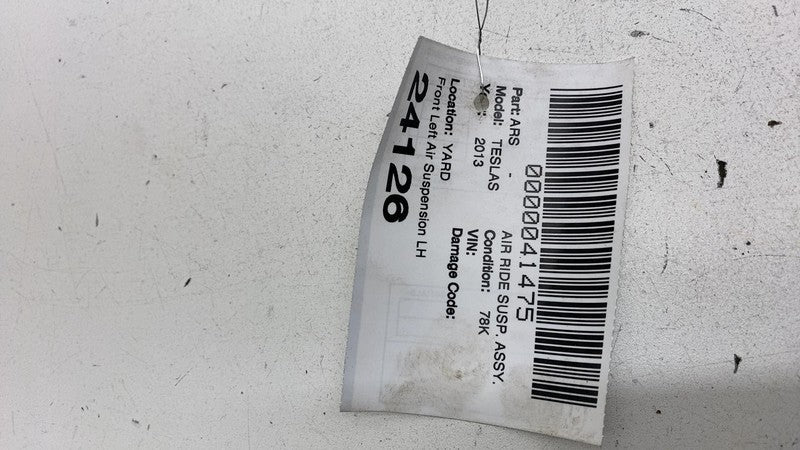 0000041475
Part: ARS - AIR RIDE SUSP. ASSY.
Model: TESLAS Condition: 78K
2013 VIN:
Location: YARD Damage Code:
Front Left Air Suspension LH
24126